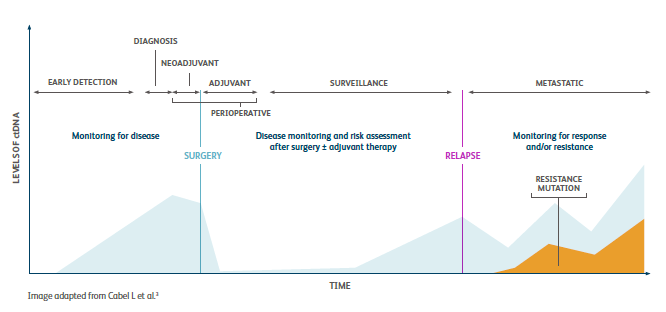 DIAGNOSIS
NEOADJUVANT
EARLY DETECTION
ADJUVANT
SURVEILLANCE
METASTATIC
PERIOPERATIVE
Monitoring for disease
Disease monitoring and risk assessment
after surgery ± adjuvant therapy
Monitoring for response
and/or resistance
SURGERY
RELAPSE
RESISTANCE
MUTATION
LEVELS OF ctDNA
TIME
Image adapted from Cabel L et al.³